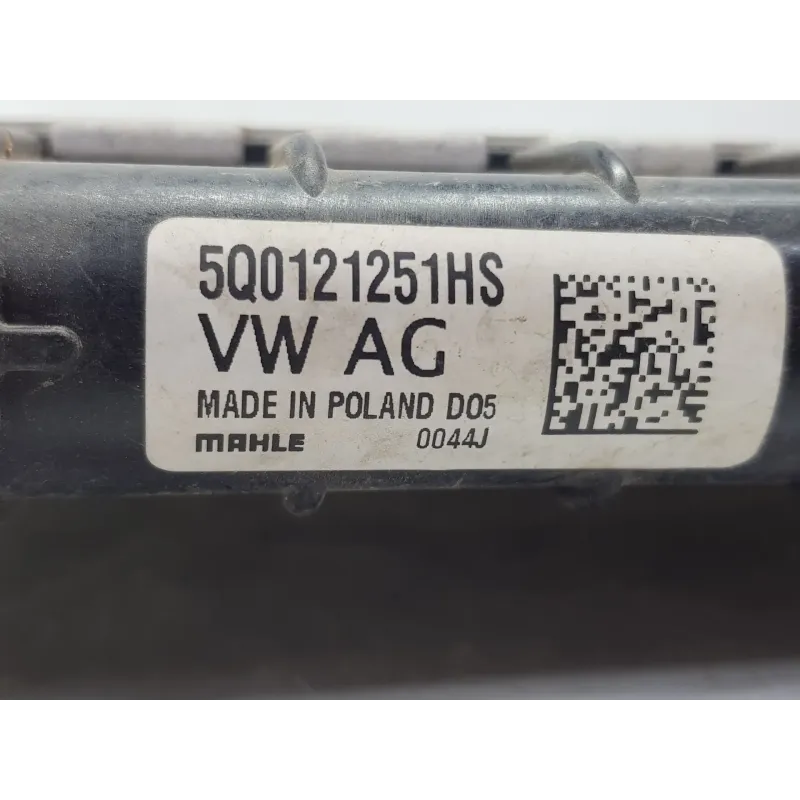 5Q0121251HS
VW AG
MADE IN POLAND D05
MAHLE 0044J